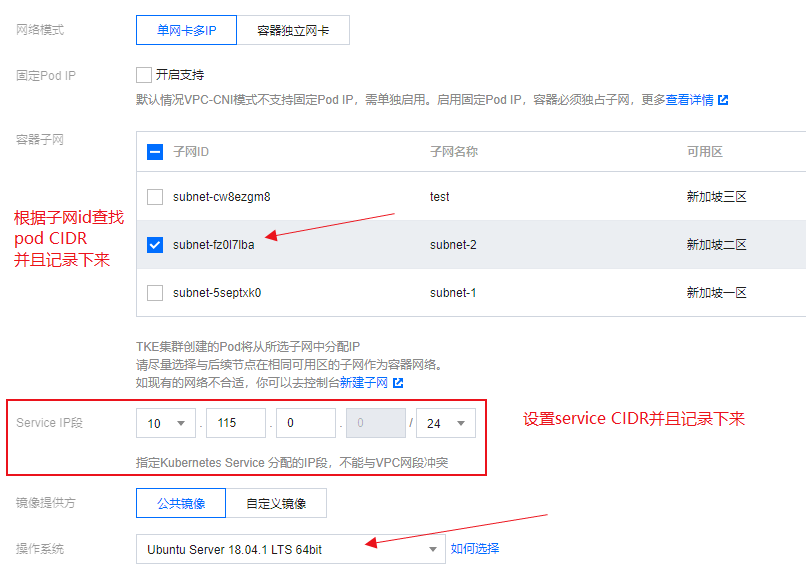 网络模式
单网卡多IP 容器独立网卡
固定Pod IP
开启支持
默认情况VPC-CNI模式不支持固定Pod IP，需单独启用。启用固定Pod IP，容器必须独占子网，更多查看详情
容器子网
子网ID 子网名称 可用区
subnet-cw8ezgm8 test 新加坡三区
根据子网id查找
pod CIDR
并且记录下来
subnet-fz0l7lba subnet-2 新加坡二区
subnet-5septxk0 subnet-1 新加坡一区
TKE集群创建的Pod将从所选子网中分配IP
请尽量选择与后续节点在相同可用区的子网作为容器网络。
如现有的网络不合适，你可以去控制台新建子网
Service IP段
10 . 115 . 0 . 0 / 24
设置service CIDR并且记录下来
指定Kubernetes Service 分配的IP段，不能与VPC网段冲突
镜像提供方
公共镜像 自定义镜像
操作系统
Ubuntu Server 18.04.1 LTS 64bit 如何选择